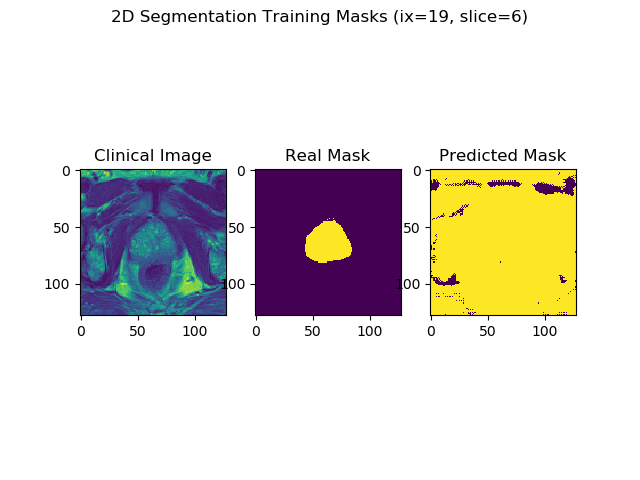 2D Segmentation Training Masks (ix=19, slice=6)
Clinical Image Real Mask Predicted Mask
0 0 0
50 50 50
100 100 100
0 50 100 0 50 100 0 50 100